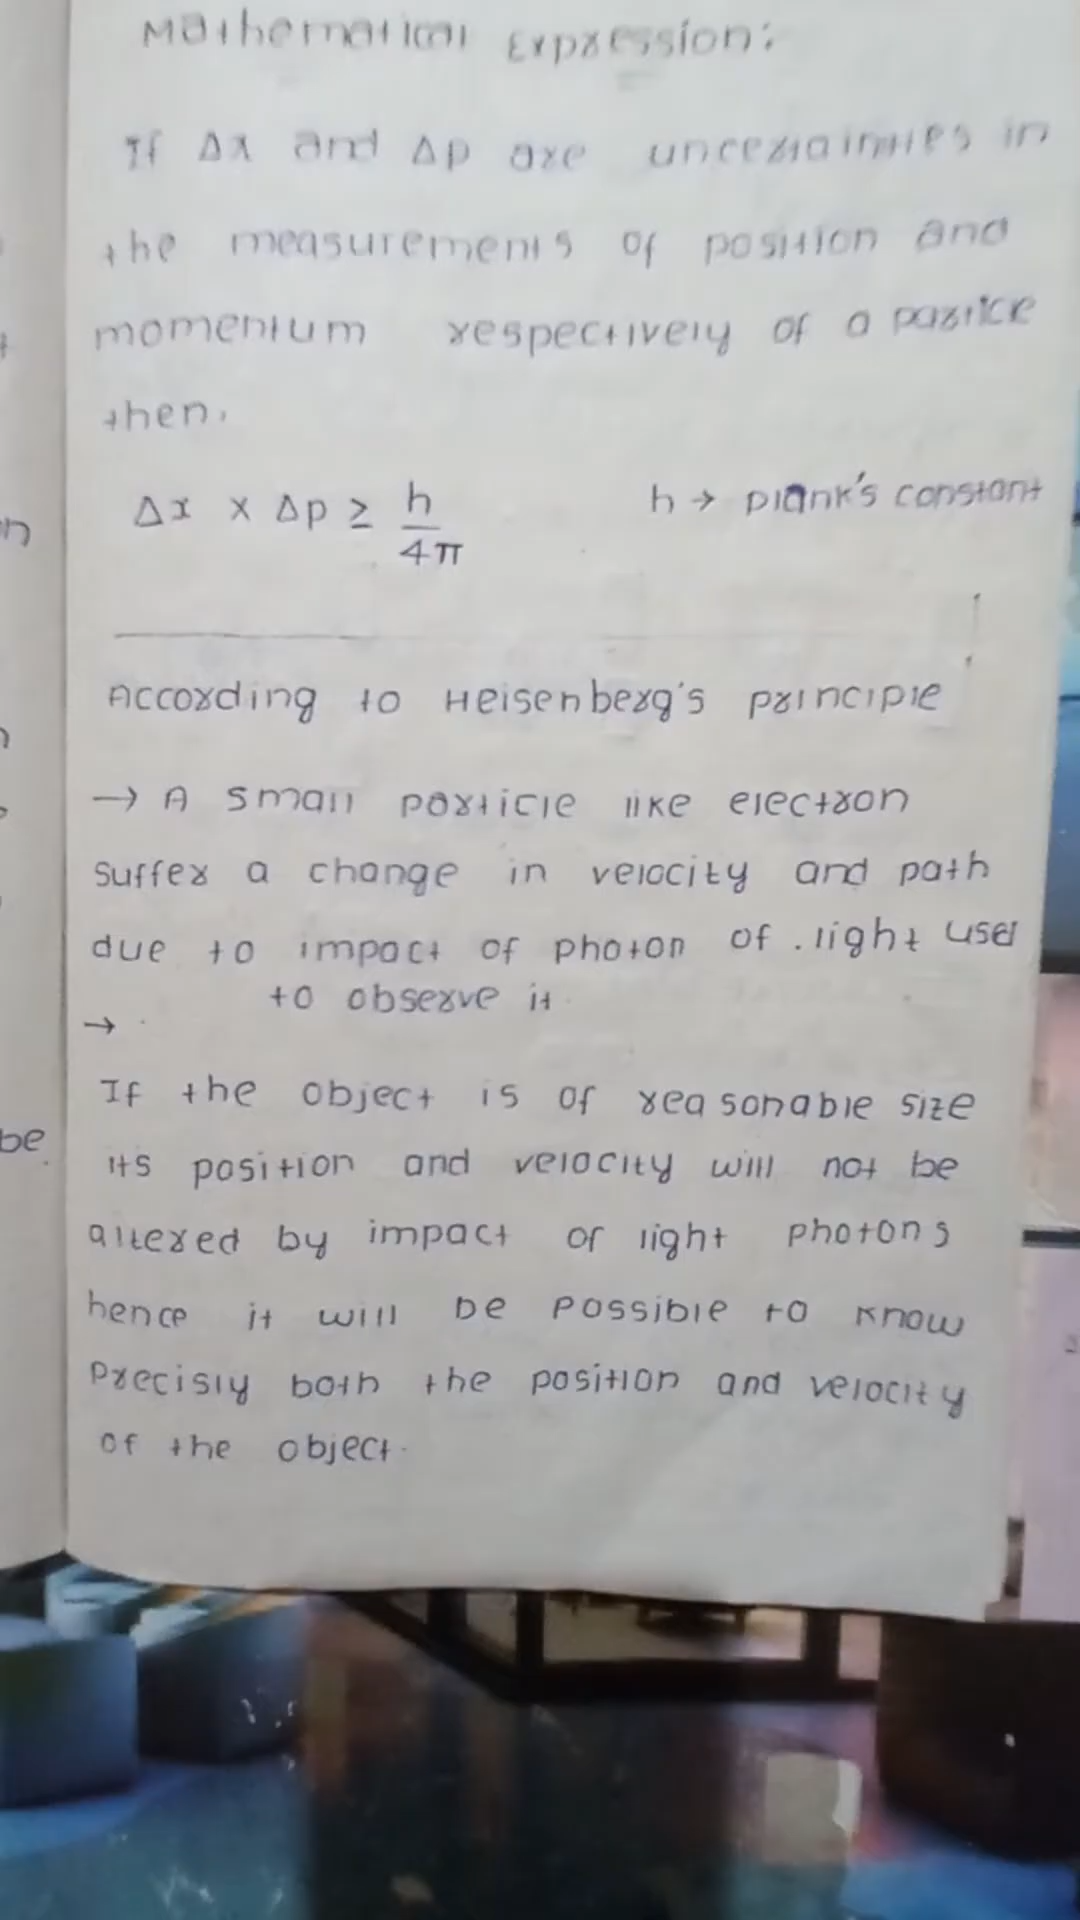 Mathematical Expression:
If Δx and Δp are uncertainties in
the measurements of position and
momentum respectively of a partice
then.
Δx × Δp ≥ h/4π h → plank's constant
According to Heisenberg's principle
→ A small particle like electron
suffer a change in velocity and path
due to impact of photon of . light used
to observe it.
→
If the object is of reasonable size
its position and velocity will not be
altered by impact of light photons
hence it will be possible to know
precisly both the position and velocity
of the object.
be